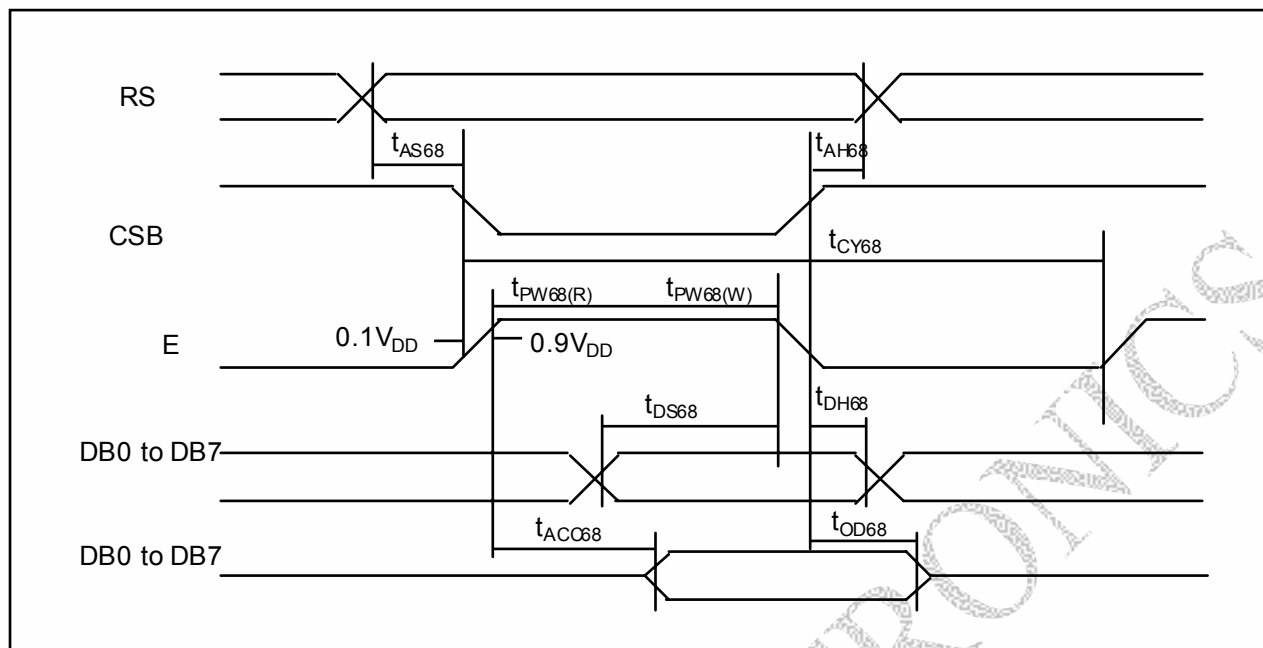 RS
tAS68
tAH68
CSB
tCY68
tPW68(R)
tPW68(W)
E
0.1VDD
0.9VDD
tDS68
tDH68
DB0 to DB7
tACC68
tOD68
DB0 to DB7
RONICS